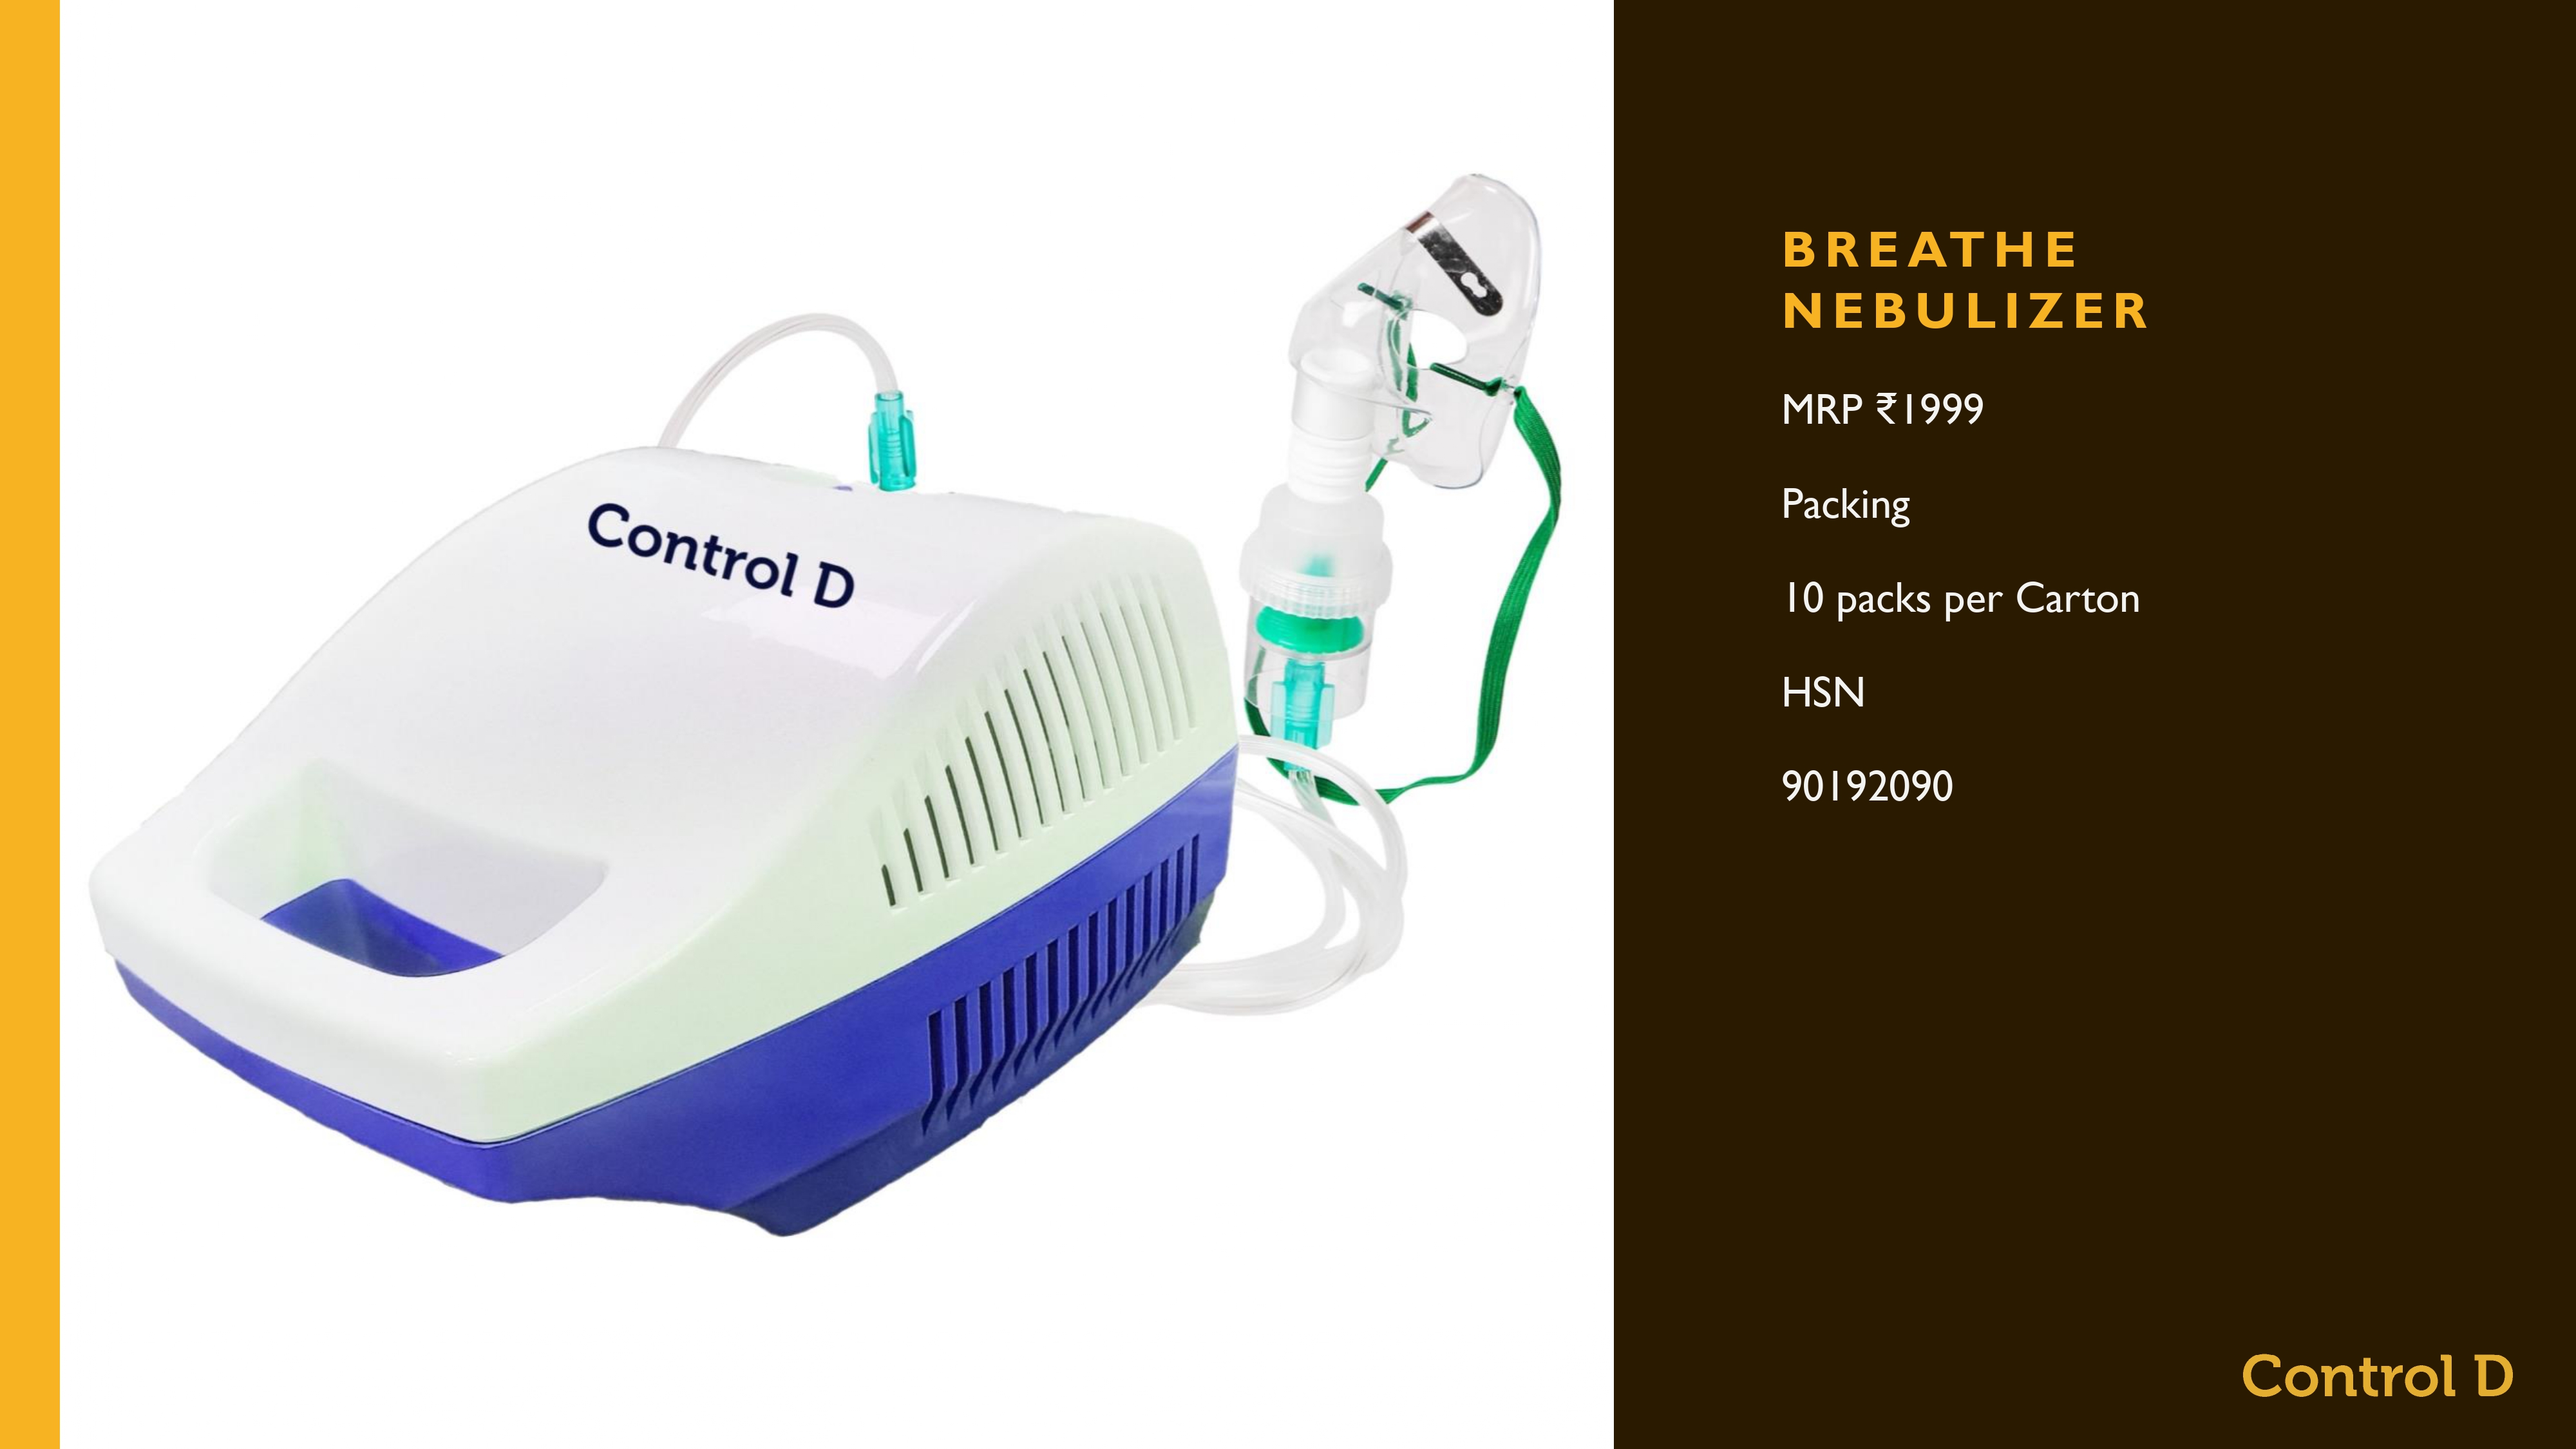 Control D
BREATHE
NEBULIZER
MRP ₹1999
Packing
10 packs per Carton
HSN
90192090
Control D